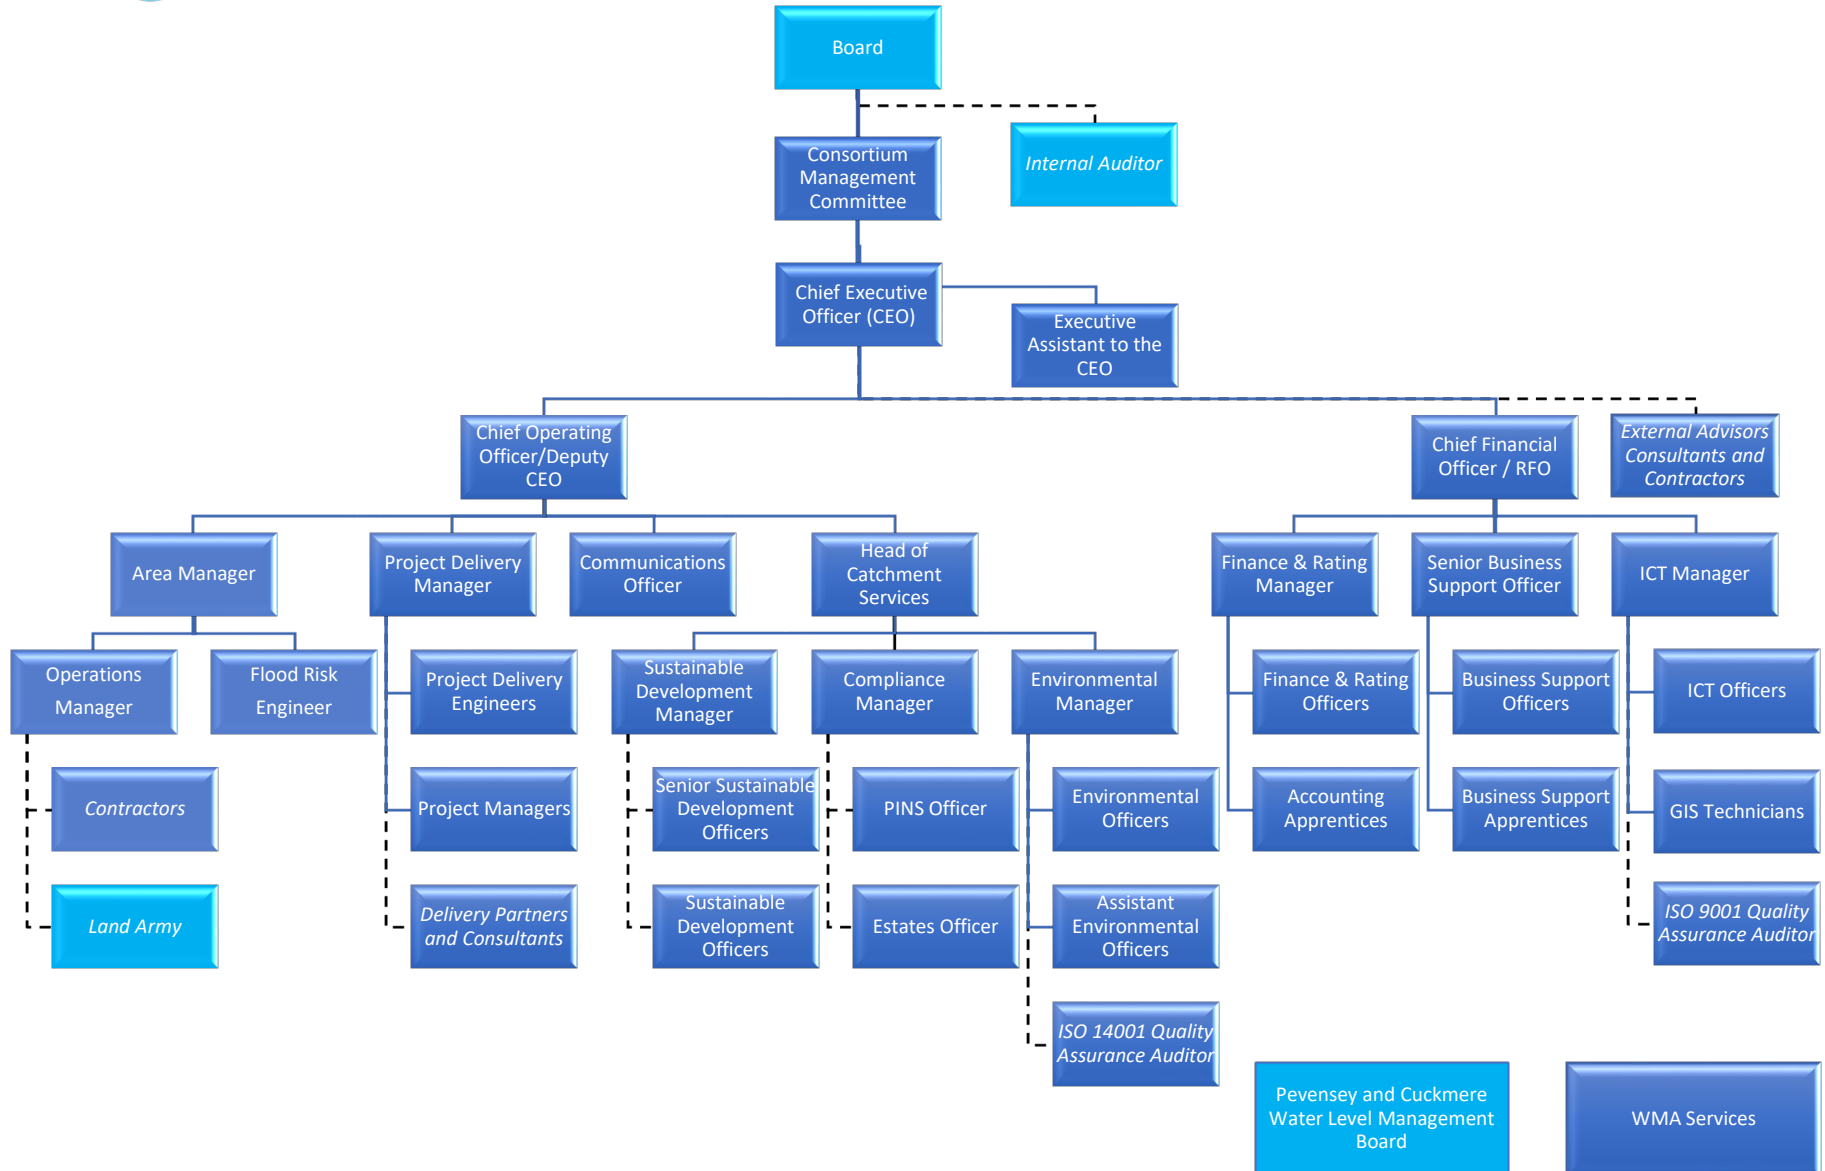 Board
Internal Auditor
Consortium
Management
Committee
Chief Executive
Officer (CEO)
Executive
Assistant to the
CEO
Chief Operating
Officer/Deputy
CEO
Chief Financial
Officer / RFO
External Advisors
Consultants and
Contractors
Area Manager
Project Delivery
Manager
Communications
Officer
Head of
Catchment
Services
Finance & Rating
Manager
Senior Business
Support Officer
ICT Manager
Operations
Manager
Flood Risk
Engineer
Project Delivery
Engineers
Sustainable
Development
Manager
Compliance
Manager
Environmental
Manager
Finance & Rating
Officers
Business Support
Officers
ICT Officers
Contractors
Project Managers
Senior Sustainable
Development
Officers
PINS Officer
Environmental
Officers
Accounting
Apprentices
Business Support
Apprentices
GIS Technicians
Land Army
Delivery Partners
and Consultants
Sustainable
Development
Officers
Estates Officer
Assistant
Environmental
Officers
ISO 9001 Quality
Assurance Auditor
ISO 14001 Quality
Assurance Auditor
Pevensey and Cuckmere
Water Level Management
Board
WMA Services